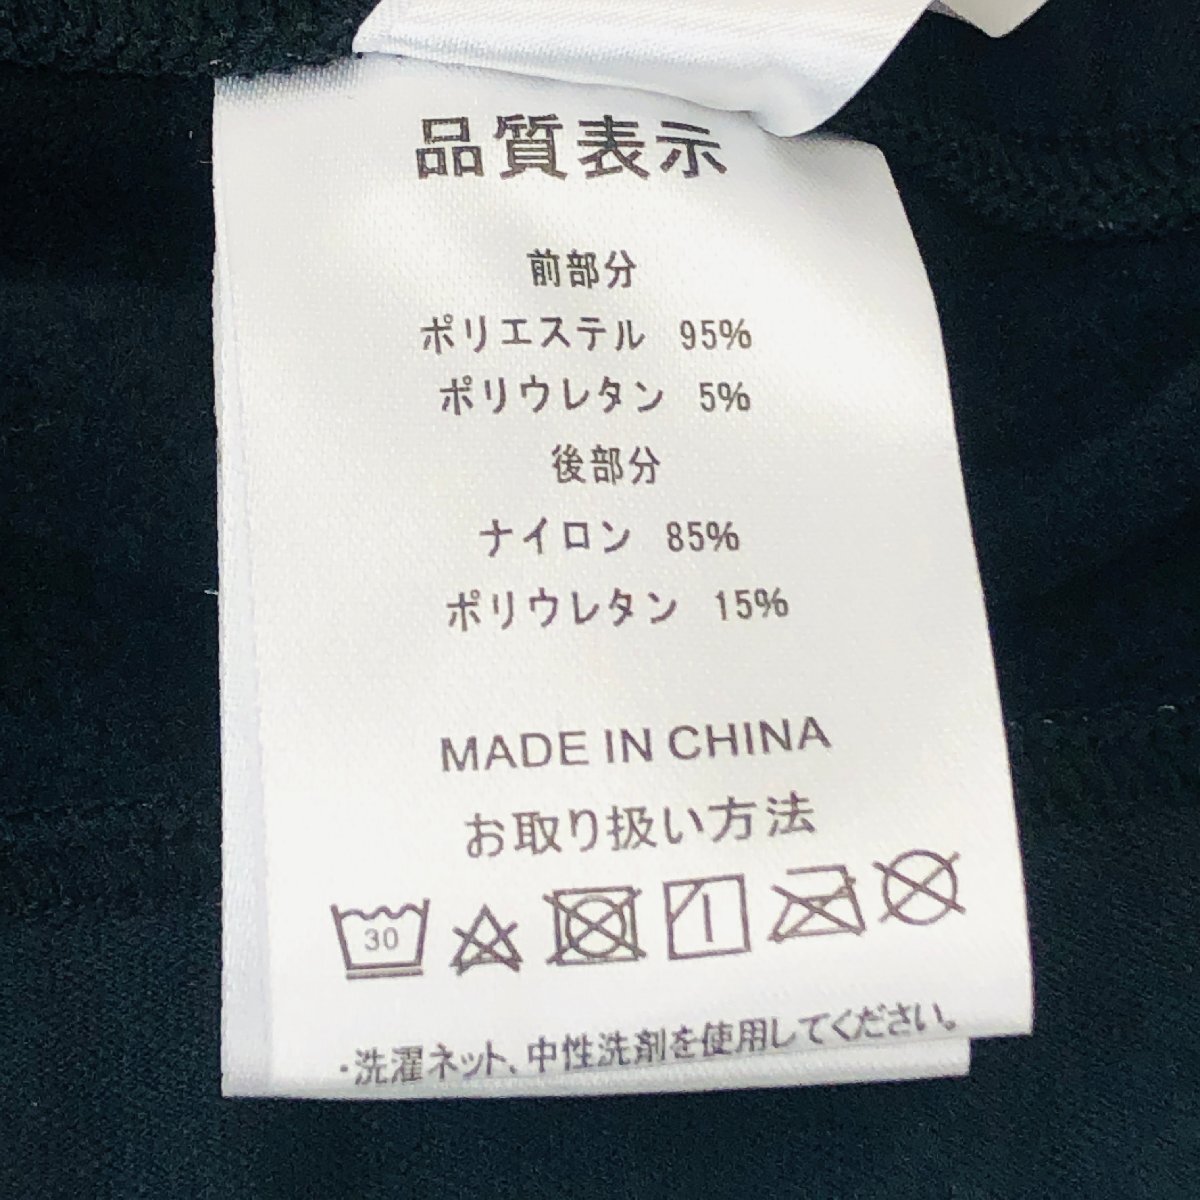 品質表示
前部分
ポリエステル 95%
ポリウレタン 5%
後部分
ナイロン 85%
ポリウレタン 15%
MADE IN CHINA
お取り扱い方法
30
・洗濯ネット、中性洗剤を使用してください。